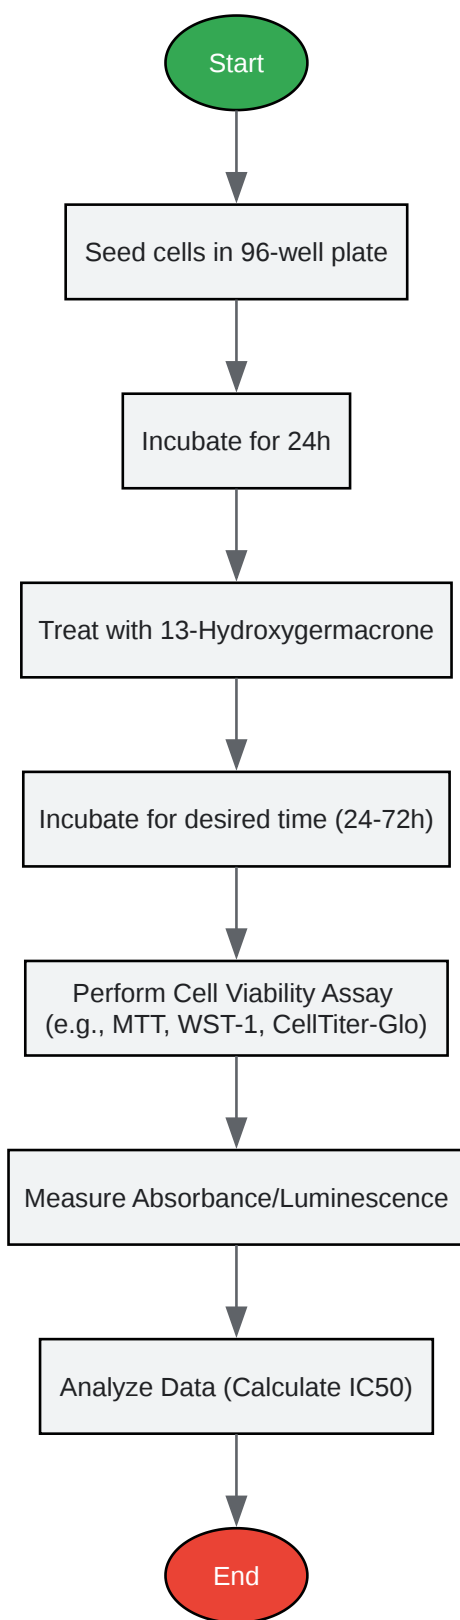 Start
Seed cells in 96-well plate
Incubate for 24h
Treat with 13-Hydroxygermacrone
Incubate for desired time (24-72h)
Perform Cell Viability Assay
(e.g., MTT, WST-1, CellTiter-Glo)
Measure Absorbance/Luminescence
Analyze Data (Calculate IC50)
End